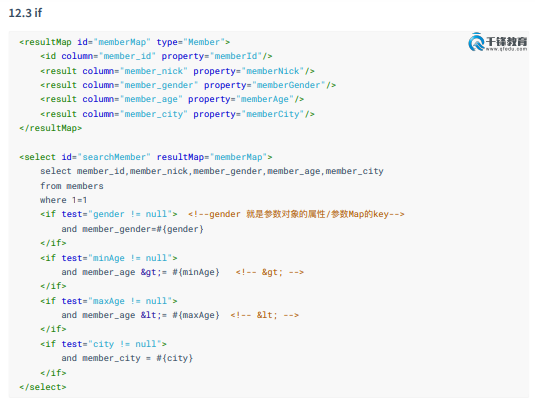 12.3 if
千锋教育
www.qfedu.com
<resultMap id="memberMap" type="Member">
    <id column="member_id" property="memberId"/>
    <result column="member_nick" property="memberNick"/>
    <result column="member_gender" property="memberGender"/>
    <result column="member_age" property="memberAge"/>
    <result column="member_city" property="memberCity"/>
</resultMap>
<select id="searchMember" resultMap="memberMap">
    select member_id,member_nick,member_gender,member_age,member_city
    from members
    where 1=1
    <if test="gender != null">  <!--gender 就是参数对象的属性/参数Map的key-->
        and member_gender=#{gender}
    </if>
    <if test="minAge != null">
        and member_age &gt;= #{minAge}   <!-- &gt; -->
    </if>
    <if test="maxAge != null">
        and member_age &lt;= #{maxAge}  <!-- &lt; -->
    </if>
    <if test="city != null">
        and member_city = #{city}
    </if>
</select>